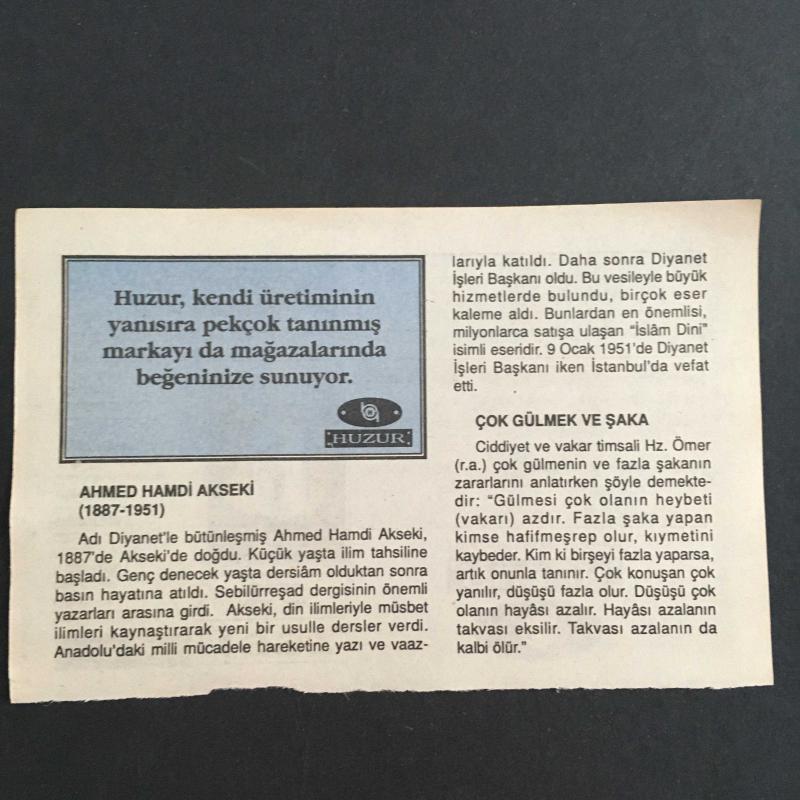 Huzur, kendi üretiminin
yanısıra pekçok tanınmış
markayı da mağazalarında
beğeninize sunuyor.
HUZUR
AHMED HAMDİ AKSEKİ
(1887-1951)
Adı Diyanet'le bütünleşmiş Ahmed Hamdi Akseki,
1887'de Akseki'de doğdu. Küçük yaşta ilim tahsiline
başladı. Genç denecek yaşta dersiâm olduktan sonra
basın hayatına atıldı. Sebilürreşad dergisinin önemli
yazarları arasına girdi. Akseki, din ilimleriyle müsbet
ilimleri kaynaştırarak yeni bir usulle dersler verdi.
Anadolu'daki milli mücadele hareketine yazı ve vaaz-
larıyla katıldı. Daha sonra Diyanet
İşleri Başkanı oldu. Bu vesileyle büyük
hizmetlerde bulundu, birçok eser
kaleme aldı. Bunlardan en önemlisi,
milyonlarca satışa ulaşan "İslâm Dini"
isimli eseridir. 9 Ocak 1951'de Diyanet
İşleri Başkanı iken İstanbul'da vefat
etti.
ÇOK GÜLMEK VE ŞAKA
Ciddiyet ve vakar timsali Hz. Ömer
(r.a.) çok gülmenin ve fazla şakanın
zararlarını anlatırken şöyle demekte-
dir: "Gülmesi çok olanın heybeti
(vakarı) azdır. Fazla şaka yapan
kimse hafifmeşrep olur, kıymetini
kaybeder. Kim ki birşeyi fazla yaparsa,
artık onunla tanınır. Çok konuşan çok
yanılır, düşüşü fazla olur. Düşüşü çok
olanın hayâsı azalır. Hayâsı azalanın
takvası eksilir. Takvası azalanın da
kalbi ölür."